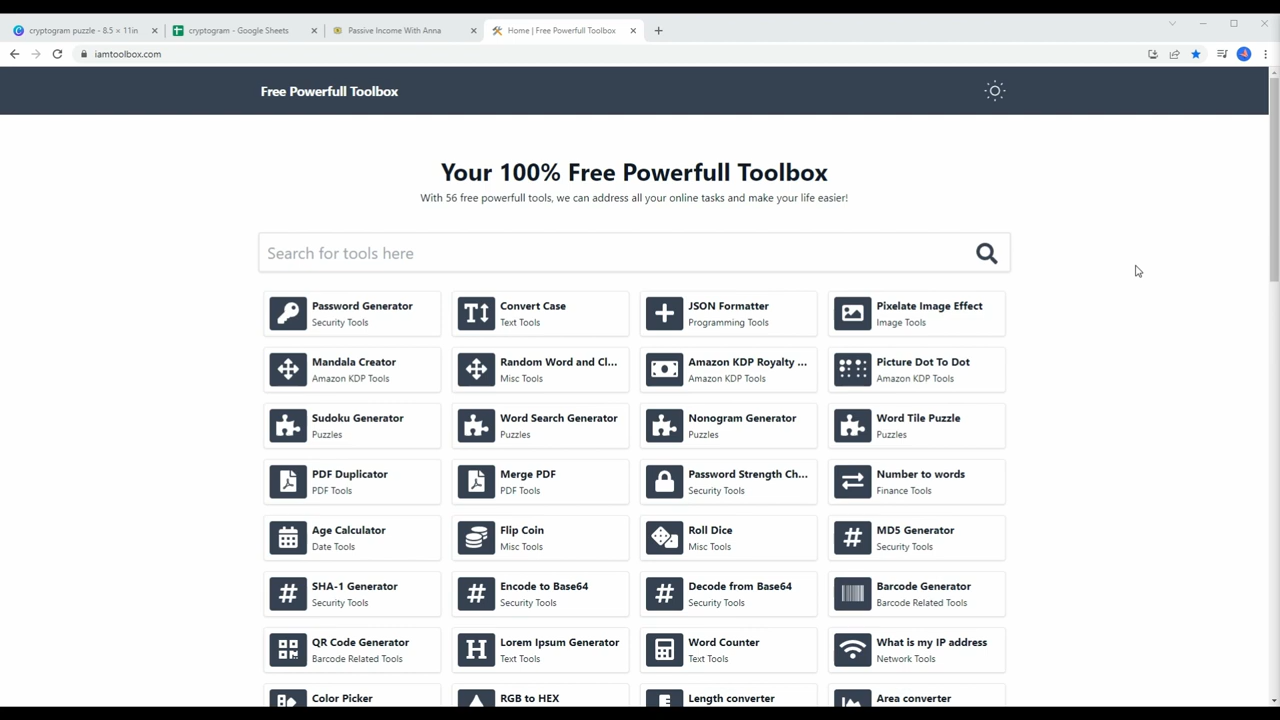 cryptogram puzzle - 8.5 × 11in
cryptogram - Google Sheets
Passive Income With Anna
Home | Free Powerfull Toolbox
iamtoolbox.com
Free Powerfull Toolbox
Your 100% Free Powerfull Toolbox
With 56 free powerfull tools, we can address all your online tasks and make your life easier!
Search for tools here
Password Generator
Security Tools
Convert Case
Text Tools
JSON Formatter
Programming Tools
Pixelate Image Effect
Image Tools
Mandala Creator
Amazon KDP Tools
Random Word and Cl...
Misc Tools
Amazon KDP Royalty ...
Amazon KDP Tools
Picture Dot To Dot
Amazon KDP Tools
Sudoku Generator
Puzzles
Word Search Generator
Puzzles
Nonogram Generator
Puzzles
Word Tile Puzzle
Puzzles
PDF Duplicator
PDF Tools
Merge PDF
PDF Tools
Password Strength Ch...
Security Tools
Number to words
Finance Tools
Age Calculator
Date Tools
Flip Coin
Misc Tools
Roll Dice
Misc Tools
MD5 Generator
Security Tools
SHA-1 Generator
Security Tools
Encode to Base64
Security Tools
Decode from Base64
Security Tools
Barcode Generator
Barcode Related Tools
QR Code Generator
Barcode Related Tools
Lorem Ipsum Generator
Text Tools
Word Counter
Text Tools
What is my IP address
Network Tools
Color Picker
RGB to HEX
Length converter
Area converter